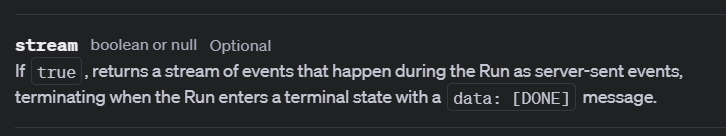 stream boolean or null Optional
If true, returns a stream of events that happen during the Run as server-sent events,
terminating when the Run enters a terminal state with a data: [DONE] message.